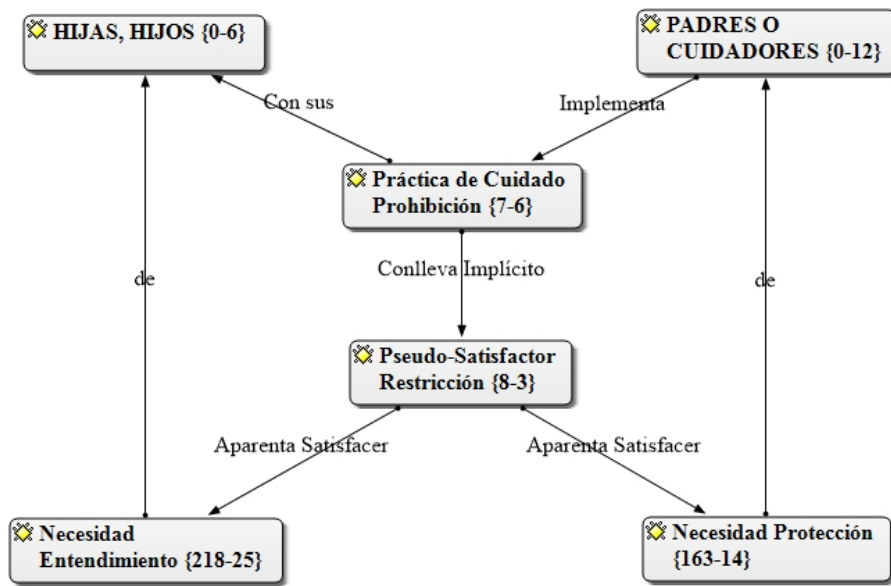 HIJAS, HIJOS {0-6}
PADRES O
CUIDADORES {0-12}
Con sus
Implementa
Práctica de Cuidado
Prohibición {7-6}
Conlleva Implícito
de
de
Pseudo-Satisfactor
Restricción {8-3}
Aparenta Satisfacer
Aparenta Satisfacer
Necesidad
Entendimiento {218-25}
Necesidad Protección
{163-14}